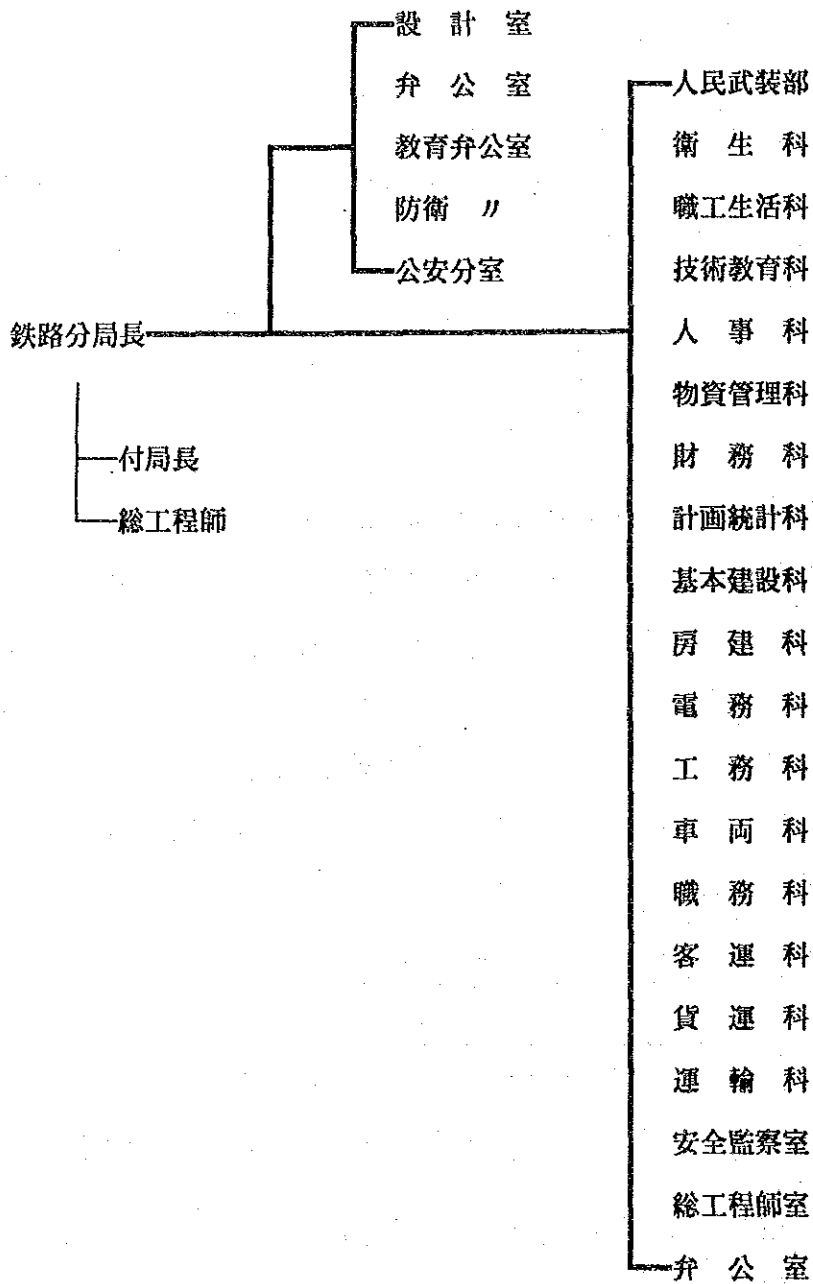 設計室
弁公室
教育弁公室
防衛 〃
公安分室
鉄路分局長
付局長
総工程師
人民武装部
衛生科
職工生活科
技術教育科
人事科
物資管理科
財務科
計画統計科
基本建設科
房建科
電務科
工務科
車両科
職務科
客運科
貨運科
運輸科
安全監察室
総工程師室
弁公室